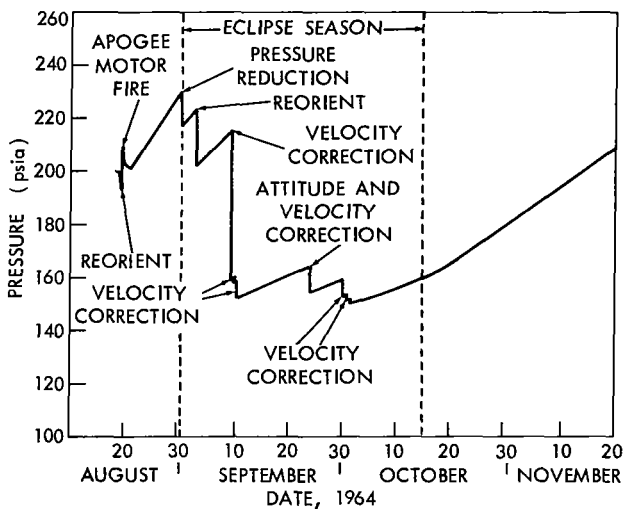 ECLIPSE SEASON
APOGEE
MOTOR
FIRE
PRESSURE
REDUCTION
REORIENT
VELOCITY
CORRECTION
ATTITUDE AND
VELOCITY
CORRECTION
REORIENT
VELOCITY
CORRECTION
VELOCITY
CORRECTION
PRESSURE (psia)
260
240
220
200
180
160
140
120
100
20 30 10 20 30 10 20 30 10 20
AUGUST SEPTEMBER OCTOBER NOVEMBER
DATE, 1964